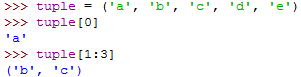 >>> tuple = ('a', 'b', 'c', 'd', 'e')
>>> tuple[0]
'a'
>>> tuple[1:3]
('b', 'c')